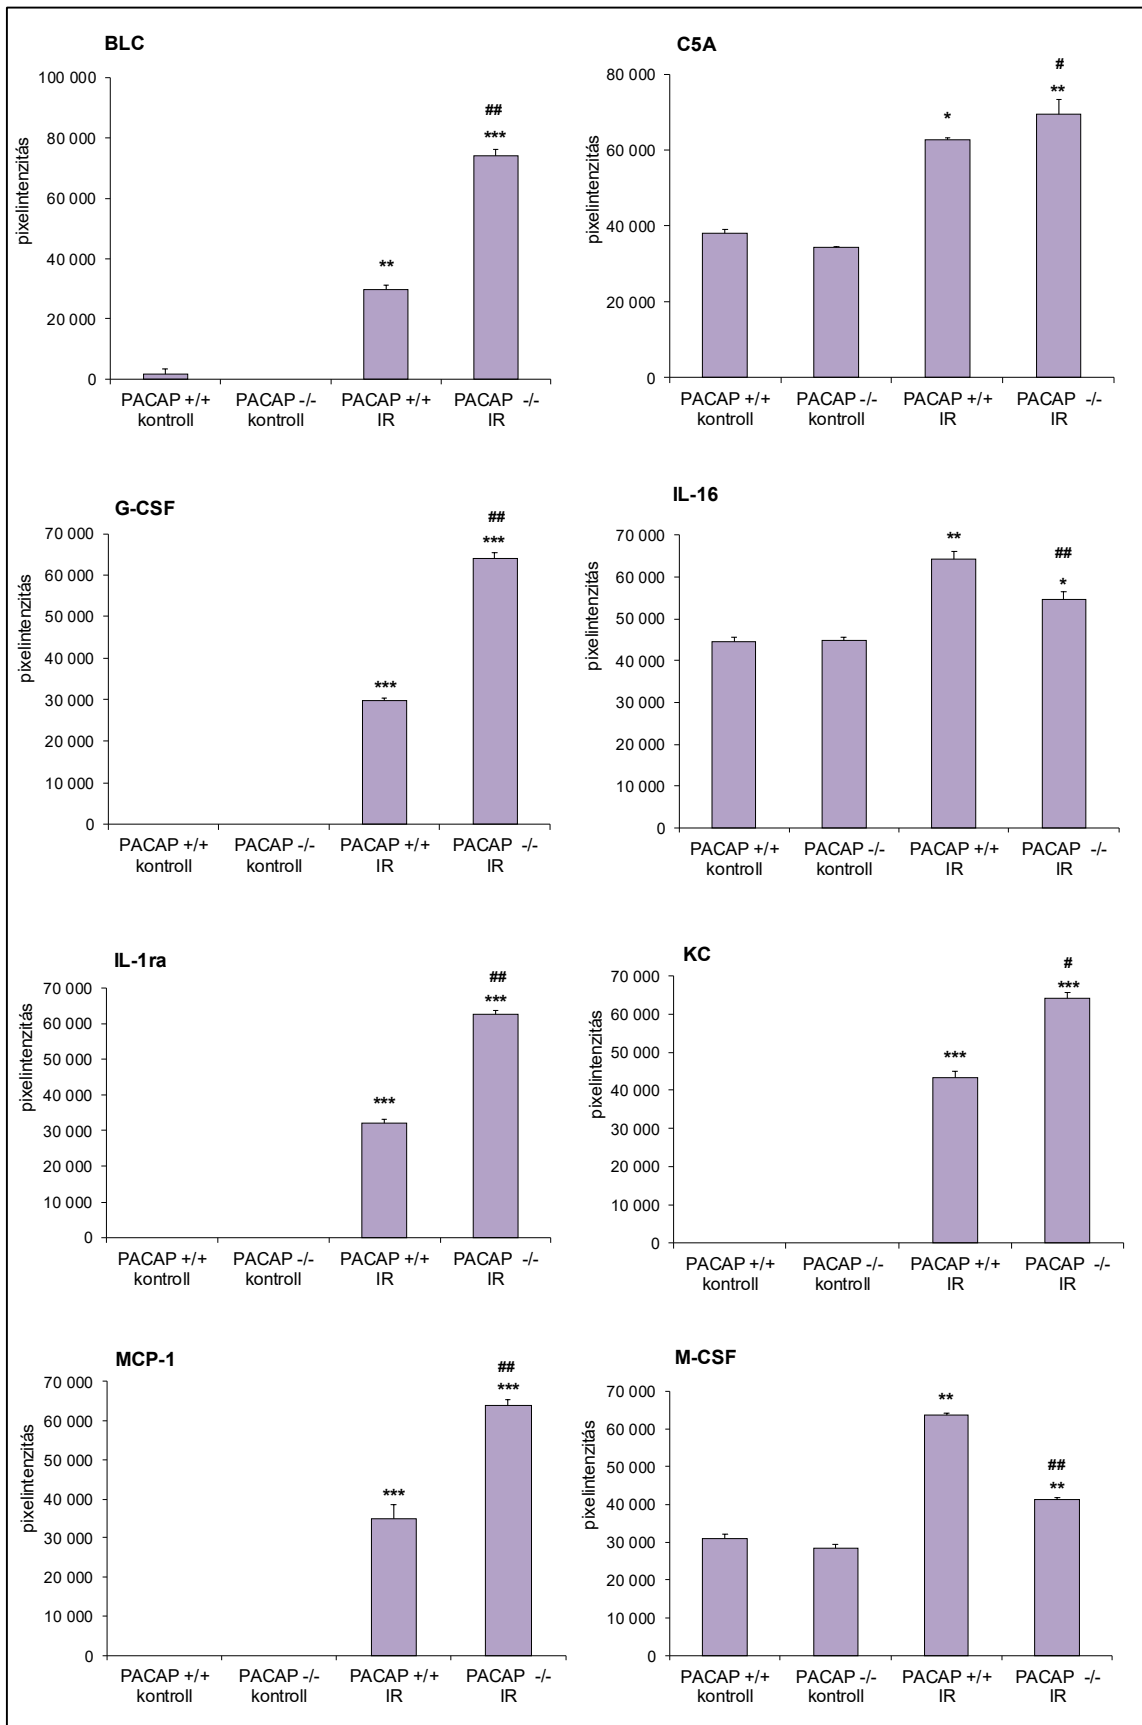 BLC
pixelintenzitás
100 000
80 000
60 000
40 000
20 000
0
**
##
***
PACAP +/+ PACAP -/- PACAP +/+ PACAP -/-
kontroll kontroll IR IR
C5A
pixelintenzitás
80 000
60 000
40 000
20 000
0
*
#
**
PACAP +/+ PACAP -/- PACAP +/+ PACAP -/-
kontroll kontroll IR IR
G-CSF
pixelintenzitás
70 000
60 000
50 000
40 000
30 000
20 000
10 000
0
***
##
***
PACAP +/+ PACAP -/- PACAP +/+ PACAP -/-
kontroll kontroll IR IR
IL-16
pixelintenzitás
70 000
60 000
50 000
40 000
30 000
20 000
10 000
0
**
##
*
PACAP +/+ PACAP -/- PACAP +/+ PACAP -/-
kontroll kontroll IR IR
IL-1ra
pixelintenzitás
70 000
60 000
50 000
40 000
30 000
20 000
10 000
0
***
##
***
PACAP +/+ PACAP -/- PACAP +/+ PACAP -/-
kontroll kontroll IR IR
KC
pixelintenzitás
70 000
60 000
50 000
40 000
30 000
20 000
10 000
0
***
#
***
PACAP +/+ PACAP -/- PACAP +/+ PACAP -/-
kontroll kontroll IR IR
MCP-1
pixelintenzitás
70 000
60 000
50 000
40 000
30 000
20 000
10 000
0
***
##
***
PACAP +/+ PACAP -/- PACAP +/+ PACAP -/-
kontroll kontroll IR IR
M-CSF
pixelintenzitás
70 000
60 000
50 000
40 000
30 000
20 000
10 000
0
**
##
**
PACAP +/+ PACAP -/- PACAP +/+ PACAP -/-
kontroll kontroll IR IR